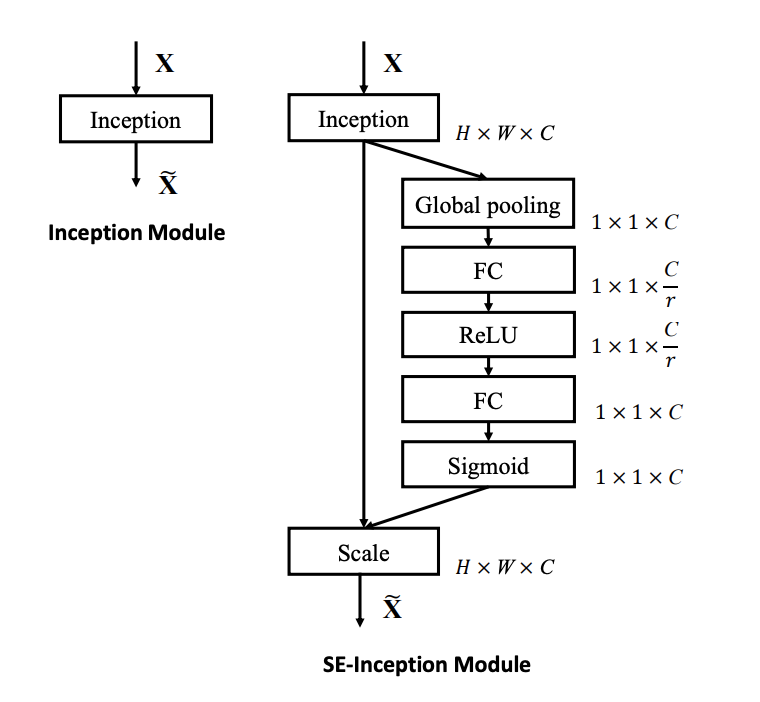 X
Inception
X̃
Inception Module
X
Inception
H × W × C
Global pooling
1 × 1 × C
FC
1 × 1 × C/r
ReLU
1 × 1 × C/r
FC
1 × 1 × C
Sigmoid
1 × 1 × C
Scale
H × W × C
X̃
SE-Inception Module